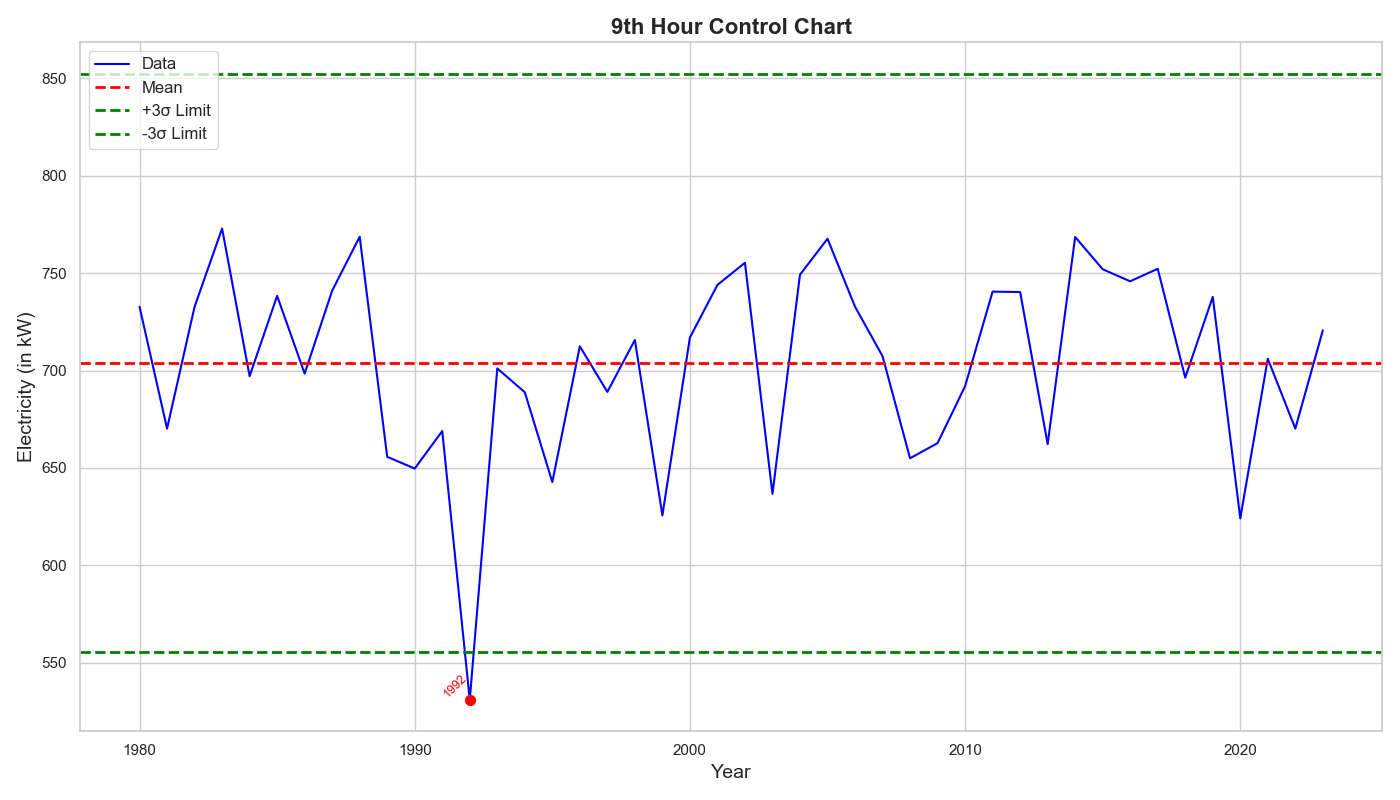 9th Hour Control Chart
Data
Mean
+3σ Limit
-3σ Limit
850
800
750
700
650
600
550
Electricity (in kW)
1992
1980
1990
2000
2010
2020
Year